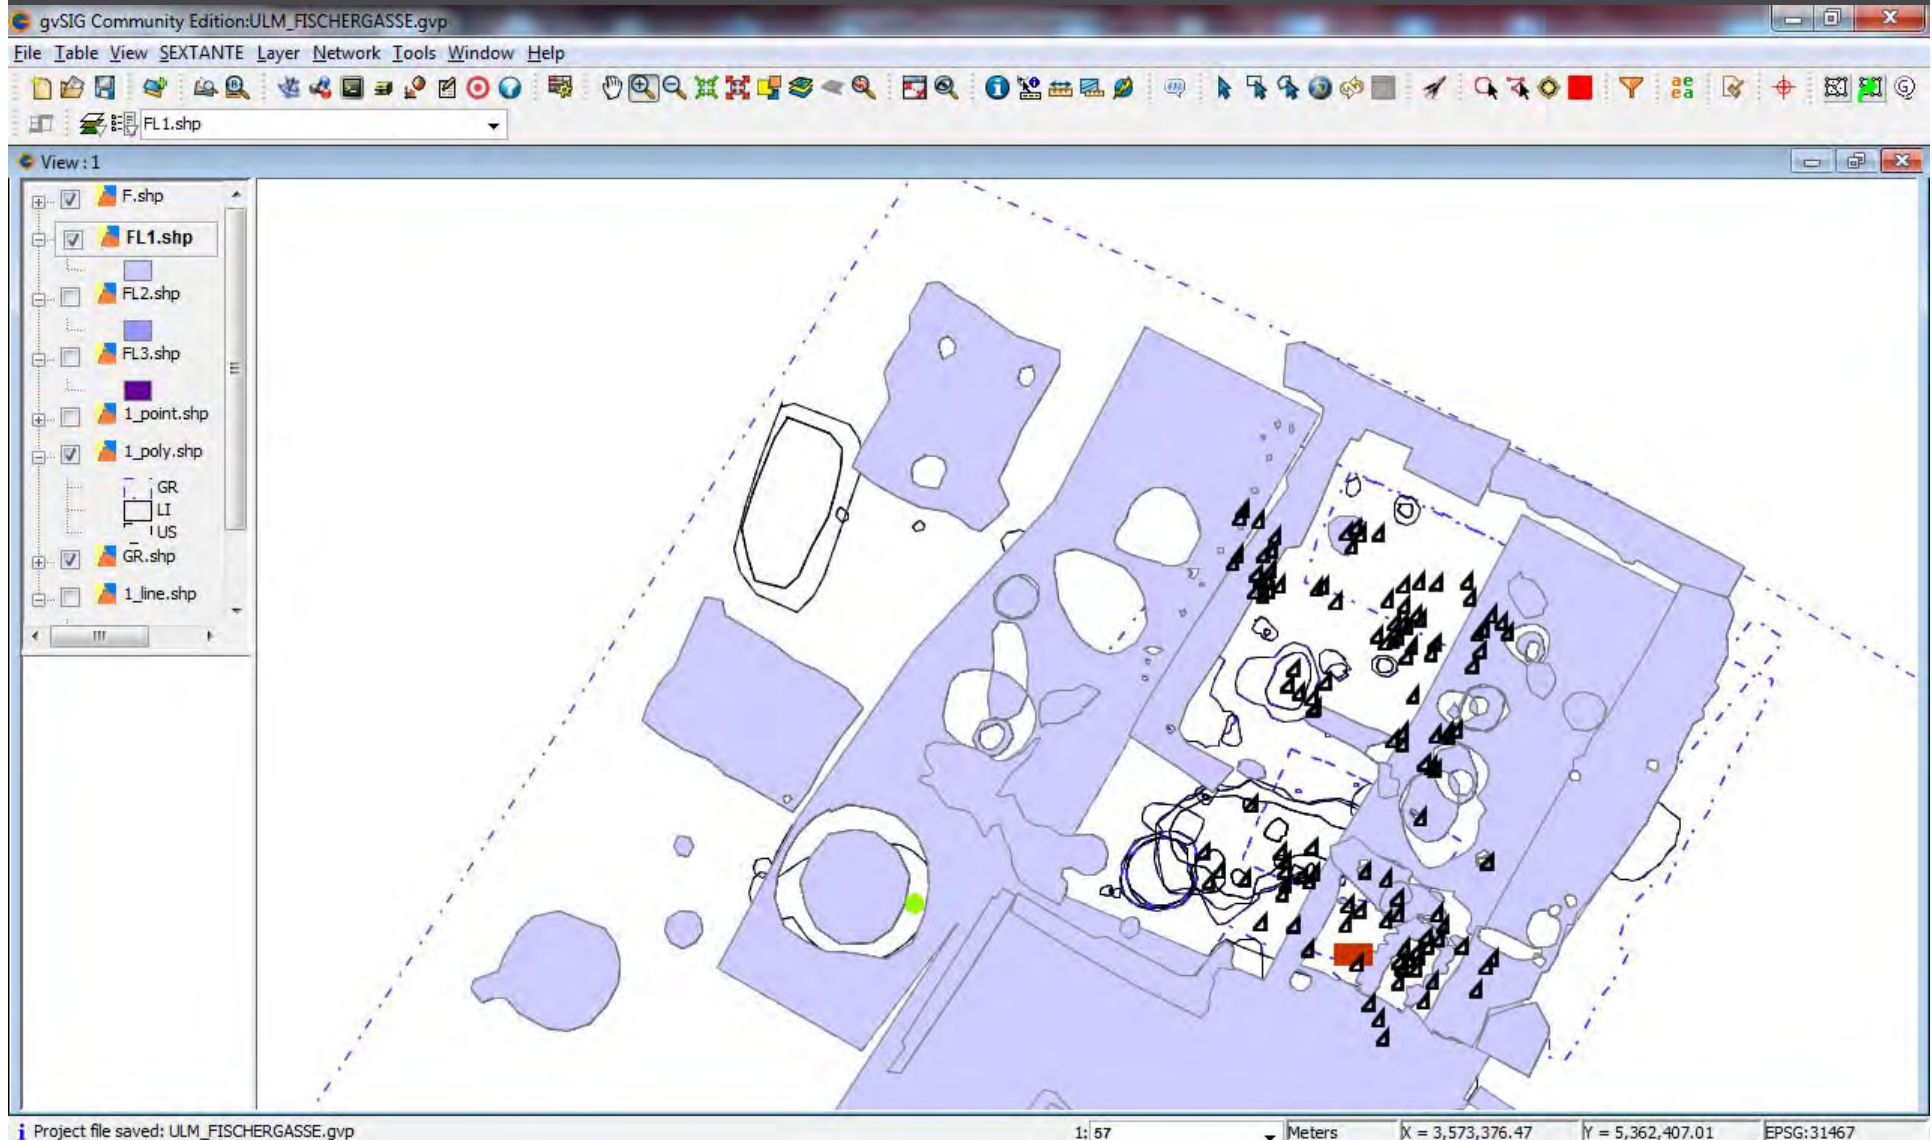 gvSIG Community Edition:ULM_FISCHERGASSE.gvp
File Table View SEXTANTE Layer Network Tools Window Help
FL1.shp
View : 1
F.shp
FL1.shp
FL2.shp
FL3.shp
1_point.shp
1_poly.shp
GR
LI
US
GR.shp
1_line.shp
Project file saved: ULM_FISCHERGASSE.gvp 1: 57 Meters X = 3,573,376.47 Y = 5,362,407.01 EPSG:31467